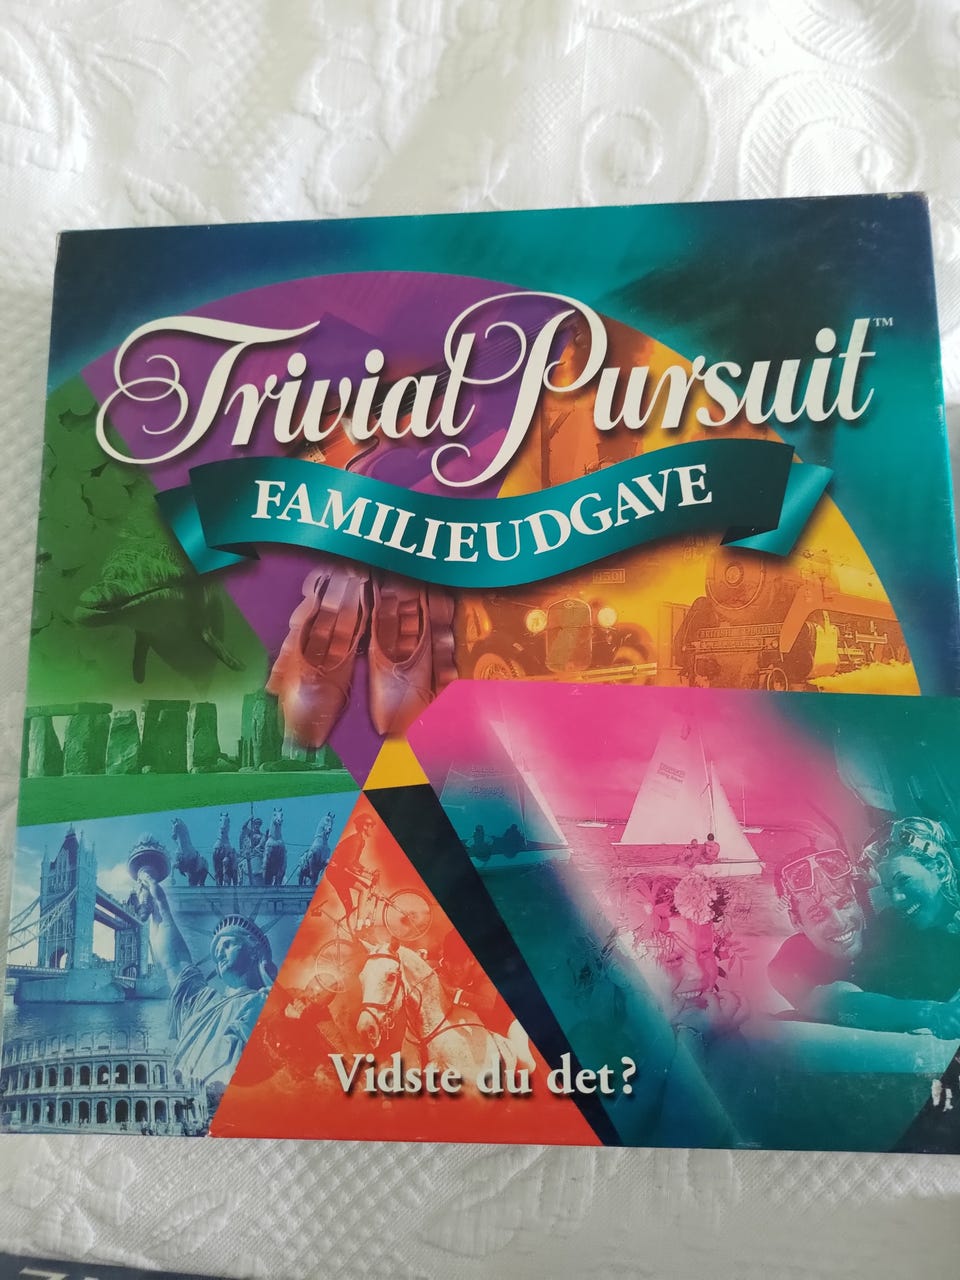 Trivial Pursuit™
FAMILIEUDGAVE
Vidste du det?